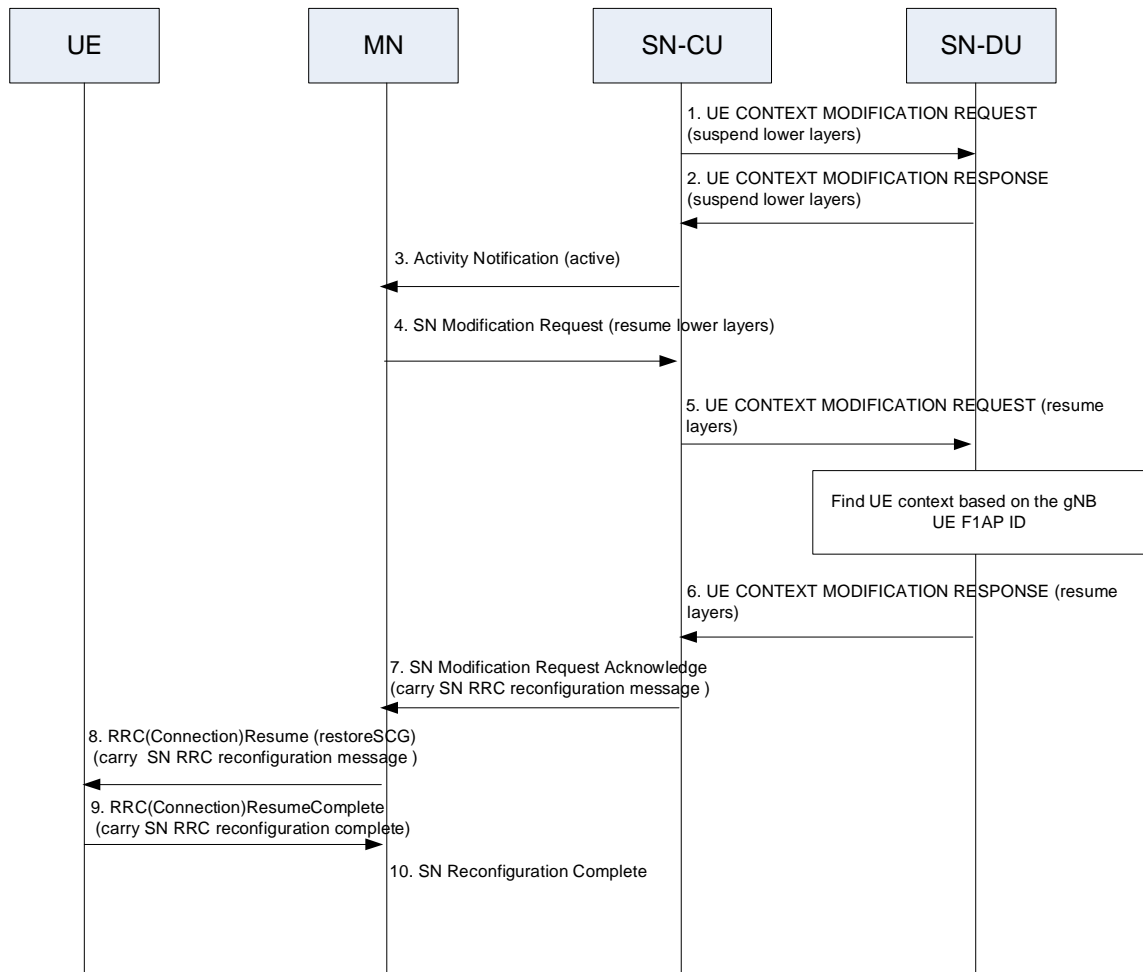 UE
MN
SN-CU
SN-DU
1. UE CONTEXT MODIFICATION REQUEST
(suspend lower layers)
2. UE CONTEXT MODIFICATION RESPONSE
(suspend lower layers)
3. Activity Notification (active)
4. SN Modification Request (resume lower layers)
5. UE CONTEXT MODIFICATION REQUEST (resume
layers)
Find UE context based on the gNB
UE F1AP ID
6. UE CONTEXT MODIFICATION RESPONSE (resume
layers)
7. SN Modification Request Acknowledge
(carry SN RRC reconfiguration message )
8. RRC(Connection)Resume (restoreSCG)
(carry SN RRC reconfiguration message )
9. RRC(Connection)ResumeComplete
(carry SN RRC reconfiguration complete)
10. SN Reconfiguration Complete